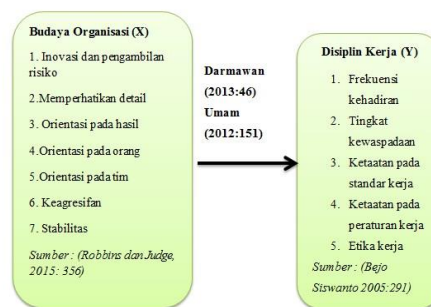 Budaya Organisasi (X)
1. Inovasi dan pengambilan
risiko
2.Memperhatikan detail
3. Orientasi pada hasil
4.Orientasi pada orang
5.Orientasi pada tim
6. Keagresifan
7. Stabilitas
Sumber : (Robbins dan Judge,
2015: 356)
Darmawan
(2013:46)
Umam
(2012:151)
Disiplin Kerja (Y)
1. Frekuensi
kehadiran
2. Tingkat
kewaspadaan
3. Ketaatan pada
standar kerja
4. Ketaatan pada
peraturan kerja
5. Etika kerja
Sumber : (Bejo
Siswanto 2005:291)